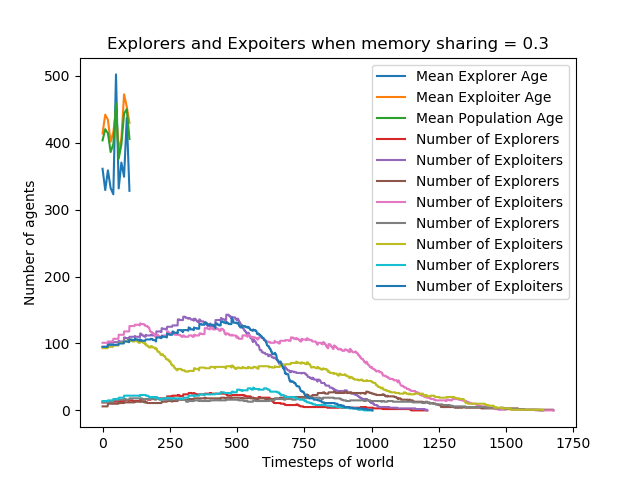 Explorers and Expoiters when memory sharing = 0.3
Number of agents
500
400
300
200
100
0
Mean Explorer Age
Mean Exploiter Age
Mean Population Age
Number of Explorers
Number of Exploiters
Number of Explorers
Number of Exploiters
Number of Explorers
Number of Exploiters
Number of Explorers
Number of Exploiters
0 250 500 750 1000 1250 1500 1750
Timesteps of world